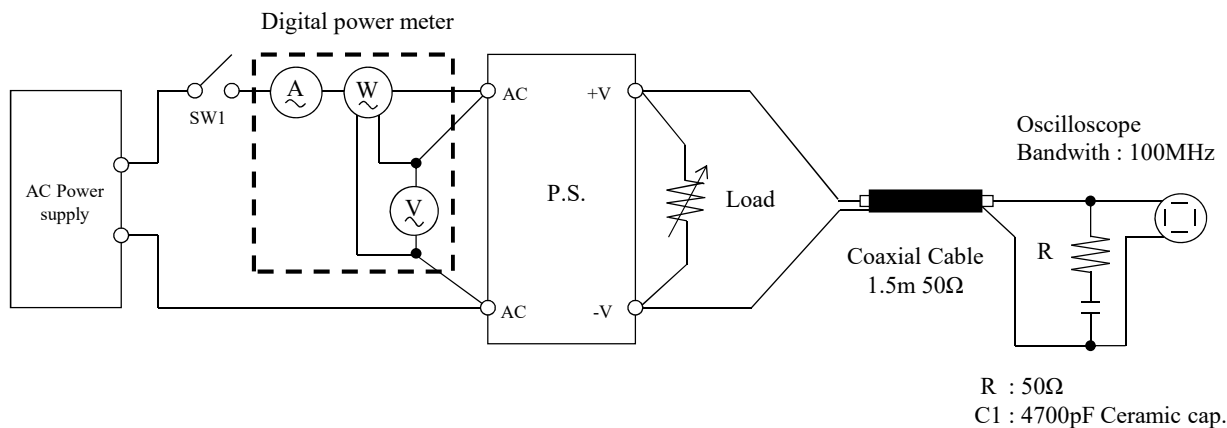 Digital power meter
A
W
SW1
AC
+V
Oscilloscope
Bandwith : 100MHz
AC Power
supply
V
P.S.
Load
R
Coaxial Cable
1.5m 50Ω
AC
-V
R : 50Ω
C1 : 4700pF Ceramic cap.